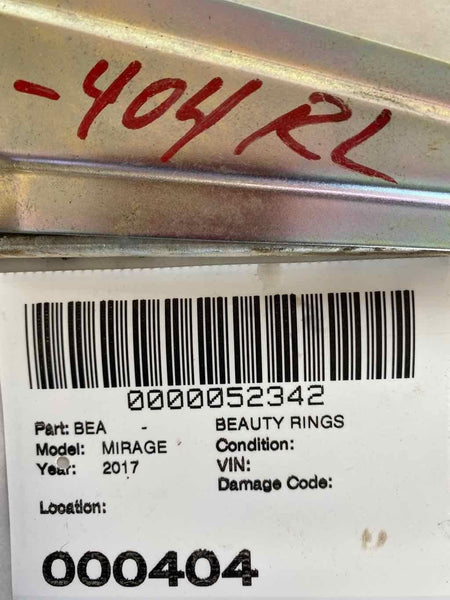 -404 RL
0000052342
Part: BEA - BEAUTY RINGS
Model: MIRAGE Condition:
Year: 2017 VIN:
Damage Code:
Location:
000404